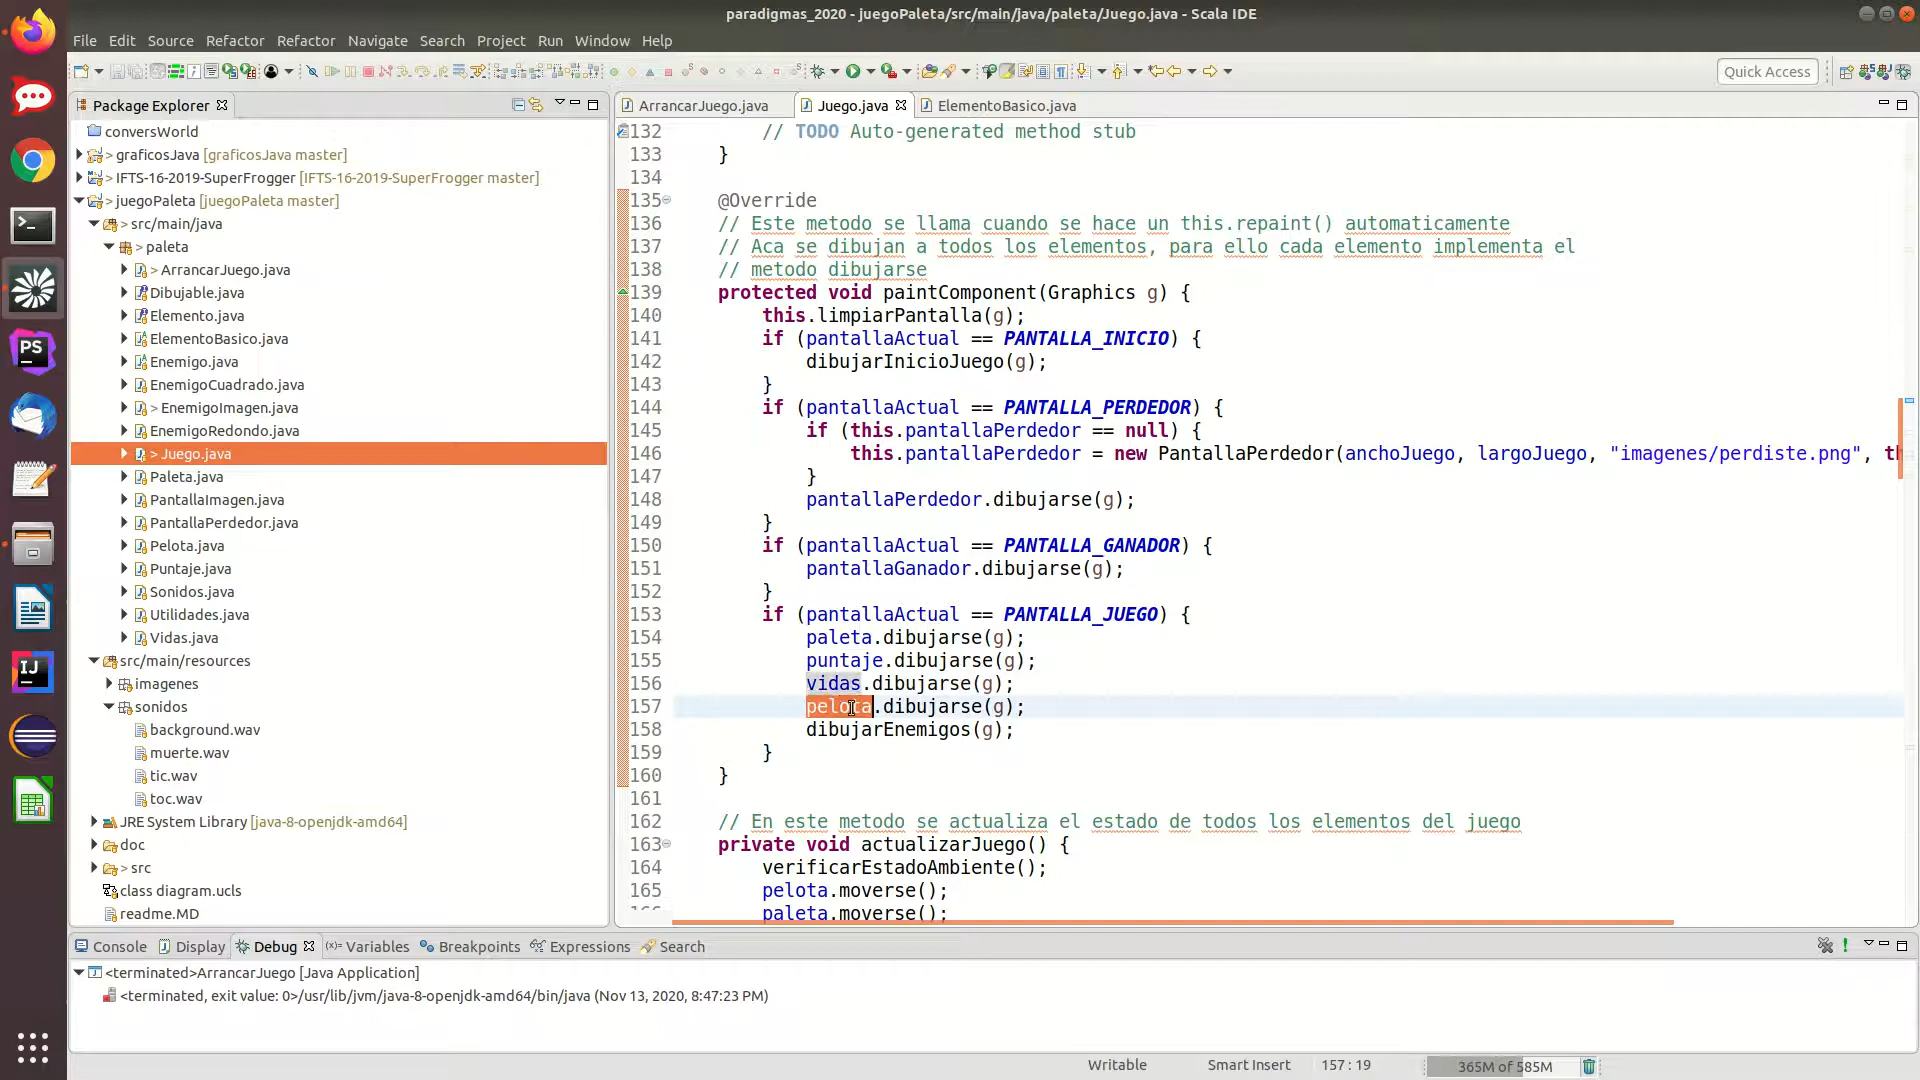 paradigmas_2020 - juegoPaleta/src/main/java/paleta/Juego.java - Scala IDE
File Edit Source Refactor Refactor Navigate Search Project Run Window Help
Quick Access
Package Explorer
conversWorld
> graficosJava [graficosJava master]
> IFTS-16-2019-SuperFrogger [IFTS-16-2019-SuperFrogger master]
> juegoPaleta [juegoPaleta master]
> src/main/java
> paleta
> ArrancarJuego.java
Dibujable.java
Elemento.java
ElementoBasico.java
Enemigo.java
EnemigoCuadrado.java
> EnemigoImagen.java
EnemigoRedondo.java
> Juego.java
Paleta.java
PantallaImagen.java
PantallaPerdedor.java
Pelota.java
Puntaje.java
Sonidos.java
Utilidades.java
Vidas.java
src/main/resources
imagenes
sonidos
background.wav
muerte.wav
tic.wav
toc.wav
JRE System Library [java-8-openjdk-amd64]
doc
> src
class diagram.ucls
readme.MD
ArrancarJuego.java Juego.java ElementoBasico.java
132 // TODO Auto-generated method stub
133 }
134
135 @Override
136 // Este metodo se llama cuando se hace un this.repaint() automaticamente
137 // Aca se dibujan a todos los elementos, para ello cada elemento implementa el
138 // metodo dibujarse
139 protected void paintComponent(Graphics g) {
140 this.limpiarPantalla(g);
141 if (pantallaActual == PANTALLA_INICIO) {
142 dibujarInicioJuego(g);
143 }
144 if (pantallaActual == PANTALLA_PERDEDOR) {
145 if (this.pantallaPerdedor == null) {
146 this.pantallaPerdedor = new PantallaPerdedor(anchoJuego, largoJuego, "imagenes/perdiste.png", th
147 }
148 pantallaPerdedor.dibujarse(g);
149 }
150 if (pantallaActual == PANTALLA_GANADOR) {
151 pantallaGanador.dibujarse(g);
152 }
153 if (pantallaActual == PANTALLA_JUEGO) {
154 paleta.dibujarse(g);
155 puntaje.dibujarse(g);
156 vidas.dibujarse(g);
157 pelota.dibujarse(g);
158 dibujarEnemigos(g);
159 }
160 }
161
162 // En este metodo se actualiza el estado de todos los elementos del juego
163 private void actualizarJuego() {
164 verificarEstadoAmbiente();
165 pelota.moverse();
166 paleta.moverse();
Console Display Debug Variables Breakpoints Expressions Search
<terminated>ArrancarJuego [Java Application]
<terminated, exit value: 0>/usr/lib/jvm/java-8-openjdk-amd64/bin/java (Nov 13, 2020, 8:47:23 PM)
Writable Smart Insert 157 : 19 365M of 585M
PS
IJ